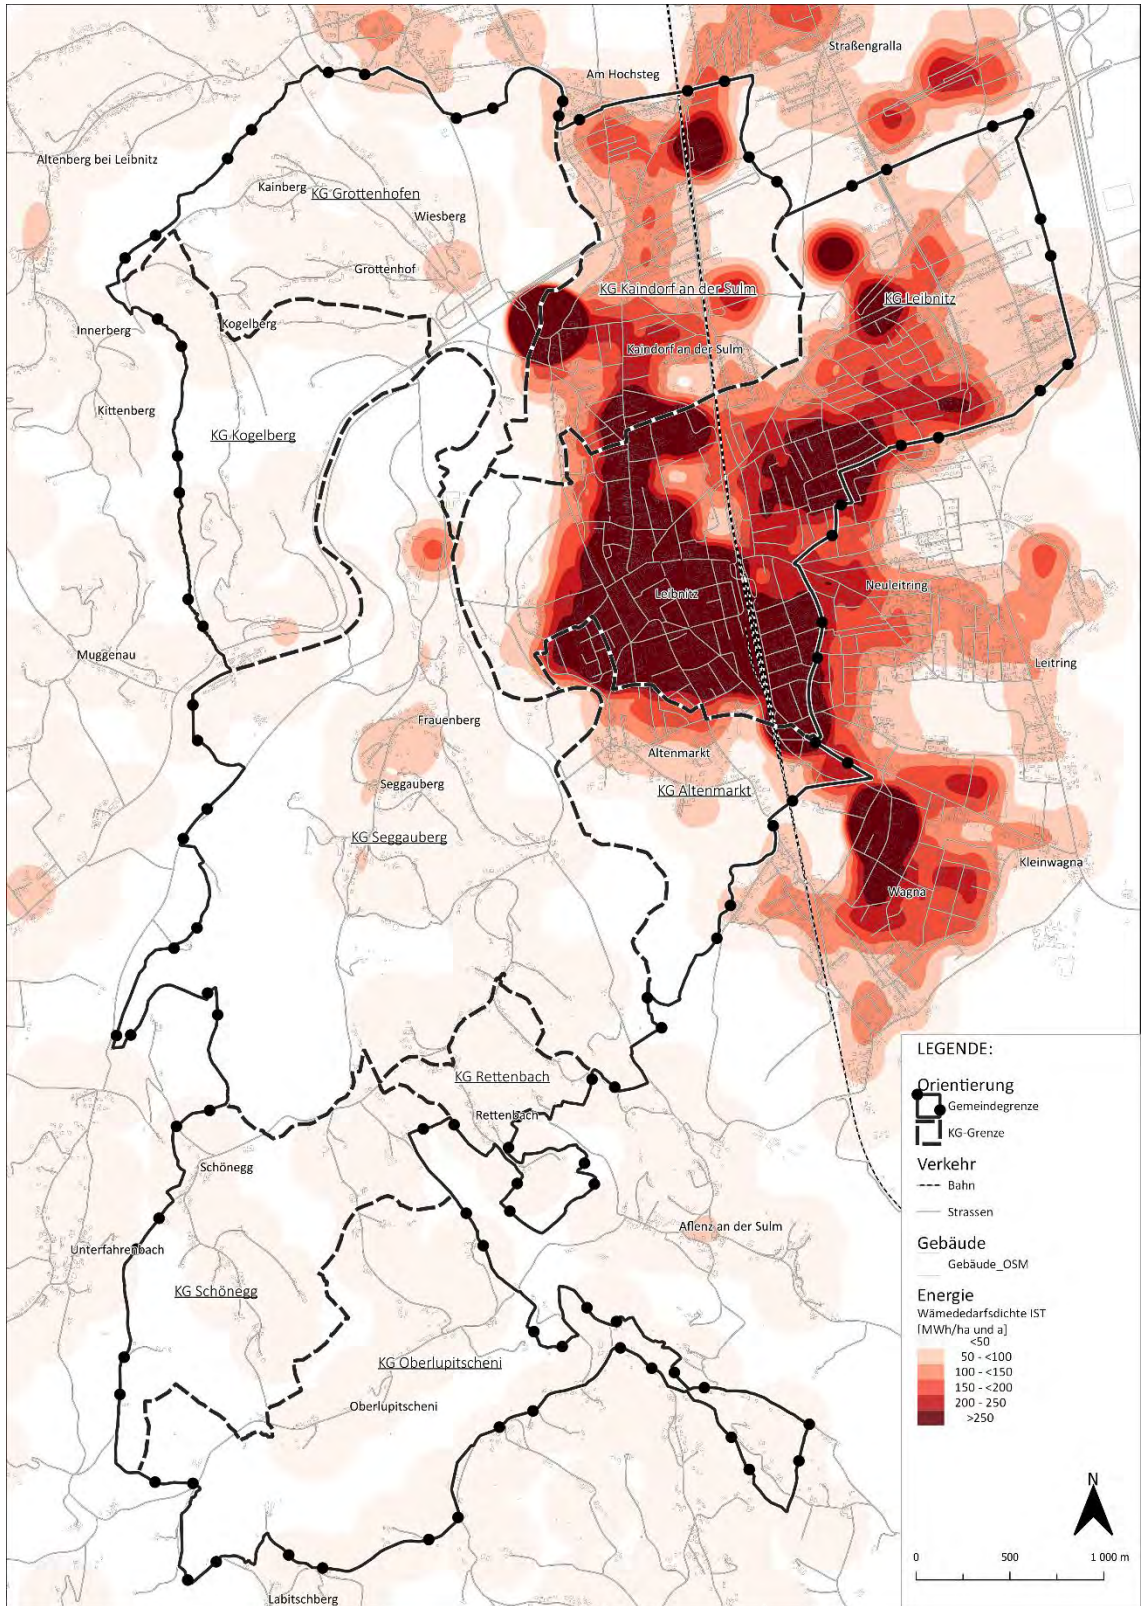 Straßengralla
Am Hochsteg
Altenberg bei Leibnitz
Kainberg
KG Grottenhofen
Wiesberg
Grottenhof
KG Kaindorf an der Sulm
KG Leibnitz
Innerberg
Kogelberg
Kaindorf an der Sulm
Kittenberg
KG Kogelberg
Leibnitz
Neuleitring
Muggenau
Leitring
Frauenberg
Altenmarkt
Seggauberg
KG Altenmarkt
KG Seggauberg
Kleinwagna
Wagna
KG Rettenbach
Rettenbach
Schönegg
Aflenz an der Sulm
Unterfahrenbach
KG Schönegg
KG Oberlupitscheni
Oberlupitscheni
Labitschberg
LEGENDE:
Orientierung
Gemeindegrenze
KG-Grenze
Verkehr
Bahn
Strassen
Gebäude
Gebäude_OSM
Energie
Wämededarfsdichte IST
[MWh/ha und a]
<50
50 - <100
100 - <150
150 - <200
200 - 250
>250
N
0 500 1 000 m